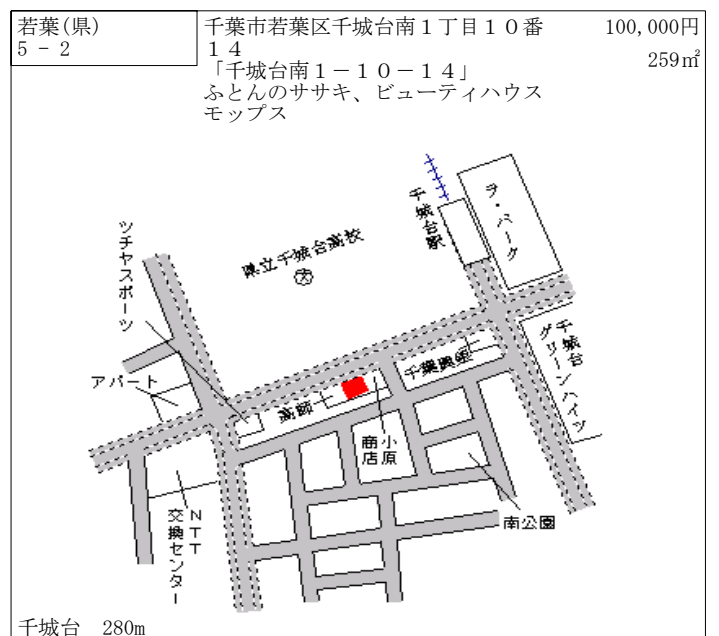 若葉(県)
5 - 2
千葉市若葉区千城台南1丁目10番
14
「千城台南1-10-14」
ふとんのササキ、ビューティハウス
モップス
100,000円
259㎡
ラ・パーク
千城台駅
県立千城台高校
ツチヤスポーツ
千城台
グリーンハイツ
千葉興銀
アパート
高師
小原
商店
NTT
交換センター
南公園
千城台 280m